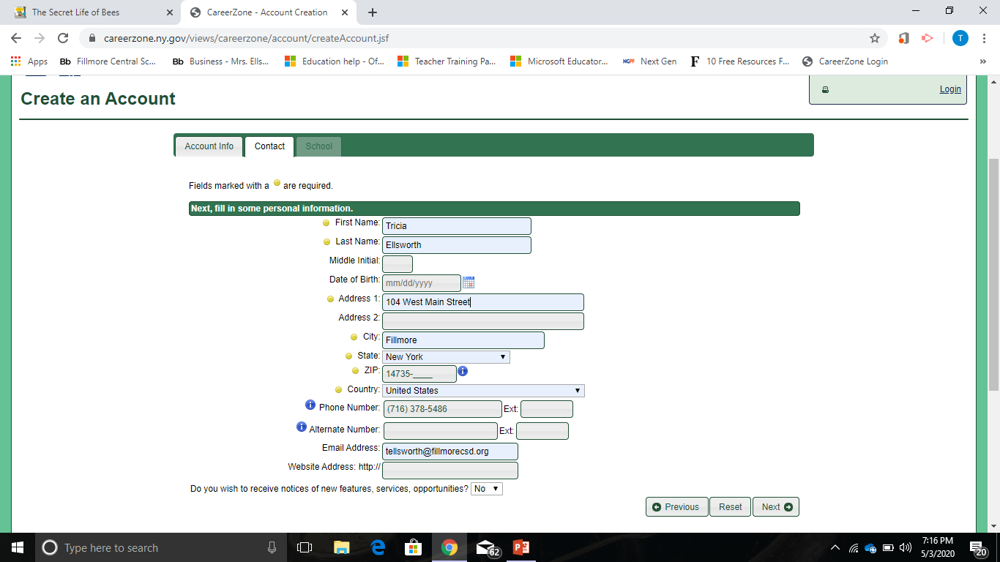 The Secret Life of Bees
CareerZone - Account Creation
careerzone.ny.gov/views/careerzone/account/createAccount.jsf
T
Apps
Bb Fillmore Central Sc...
Bb Business - Mrs. Ells...
Education help - Of...
Teacher Training Pa...
Microsoft Educator...
NGPF Next Gen
F 10 Free Resources F...
CareerZone Login
»
Create an Account
Login
Account Info
Contact
School
Fields marked with a are required.
Next, fill in some personal information.
First Name: Tricia
Last Name: Ellsworth
Middle Initial:
Date of Birth: mm/dd/yyyy
Address 1: 104 West Main Street
Address 2:
City: Fillmore
State: New York
ZIP: 14735-____
Country: United States
Phone Number: (716) 378-5486 Ext:
Alternate Number: Ext:
Email Address: tellsworth@fillmorecsd.org
Website Address: http://
Do you wish to receive notices of new features, services, opportunities? No
Previous
Reset
Next
Type here to search
62
7:16 PM
5/3/2020
20